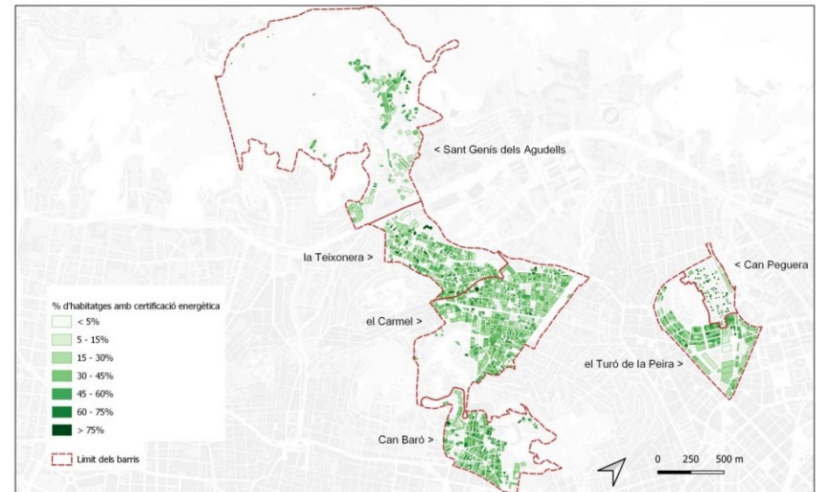 < Sant Genís dels Agudells
la Teixonera >
< Can Peguera
% d'habitatges amb certificació energètica
< 5%
5 - 15%
15 - 30%
30 - 45%
45 - 60%
60 - 75%
> 75%
Límit dels barris
el Carmel >
el Turó de la Peira >
Can Baró >
0 250 500 m